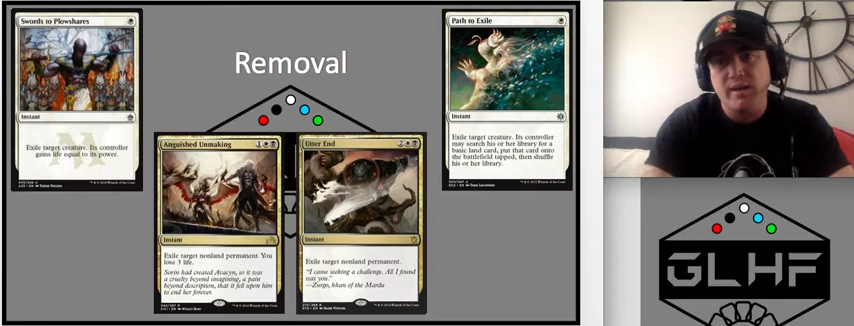 Swords to Plowshares
Instant
Exile target creature. Its controller
gains life equal to its power.
Removal
Path to Exile
Instant
Exile target creature. Its controller
may search his or her library for a
basic land card, put that card onto
the battlefield tapped, then shuffle
his or her library.
Anguished Unmaking
1
Instant
Exile target nonland permanent. You
lose 3 life.
Sorin had created Avacyn, so it was
a cruelty beyond imagining, a pain
beyond description, that it fell upon him
to end her forever.
Utter End
2
Instant
Exile target nonland permanent.
"I came seeking a challenge. All I found
was you."
—Zurgo, khan of the Mardu
GLHF